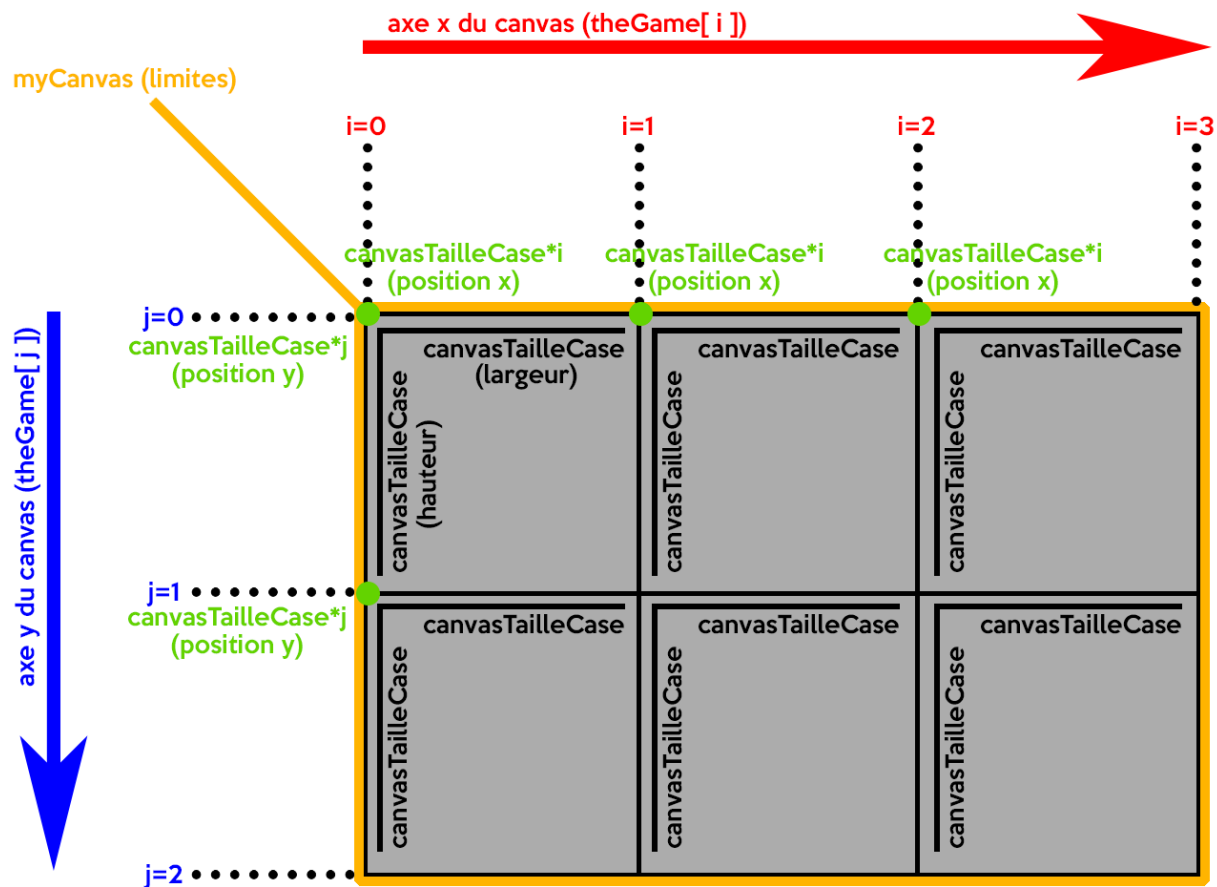 axe x du canvas (theGame[ i ])
myCanvas (limites)
i=0
i=1
i=2
i=3
canvasTailleCase*i
(position x)
canvasTailleCase*i
(position x)
canvasTailleCase*i
(position x)
axe y du canvas (theGame[ j ])
j=0
canvasTailleCase*j
(position y)
canvasTailleCase
(largeur)
canvasTailleCase
(hauteur)
canvasTailleCase
canvasTailleCase
canvasTailleCase
canvasTailleCase
j=1
canvasTailleCase*j
(position y)
canvasTailleCase
canvasTailleCase
canvasTailleCase
canvasTailleCase
canvasTailleCase
canvasTailleCase
j=2